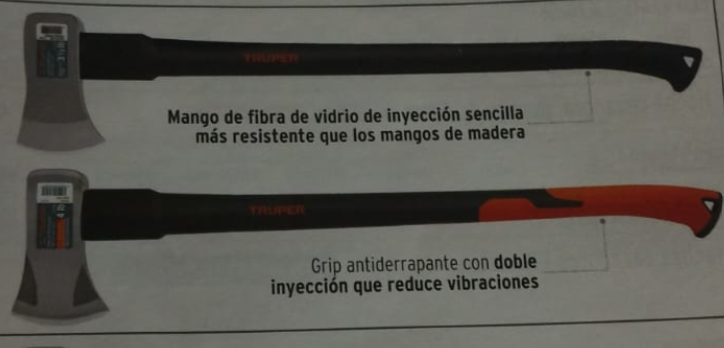 TRUPER
Mango de fibra de vidrio de inyección sencilla
más resistente que los mangos de madera
TRUPER
Grip antiderrapante con doble
inyección que reduce vibraciones